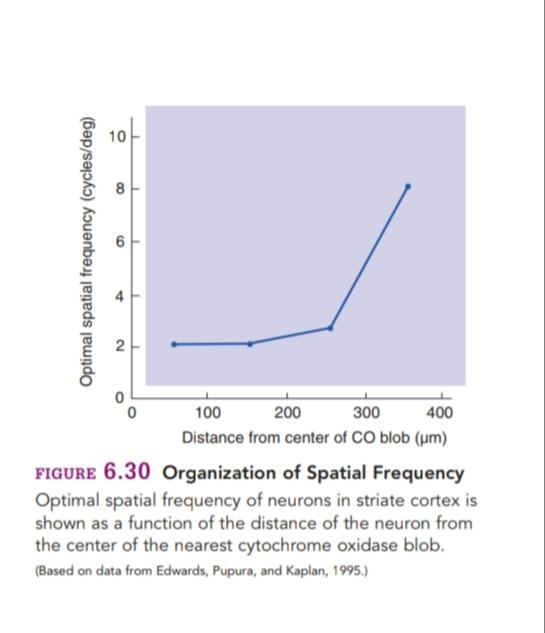 Optimal spatial frequency (cycles/deg)
10
8
6
4
2
0
0 100 200 300 400
Distance from center of CO blob (μm)
FIGURE 6.30 Organization of Spatial Frequency
Optimal spatial frequency of neurons in striate cortex is
shown as a function of the distance of the neuron from
the center of the nearest cytochrome oxidase blob.
(Based on data from Edwards, Pupura, and Kaplan, 1995.)